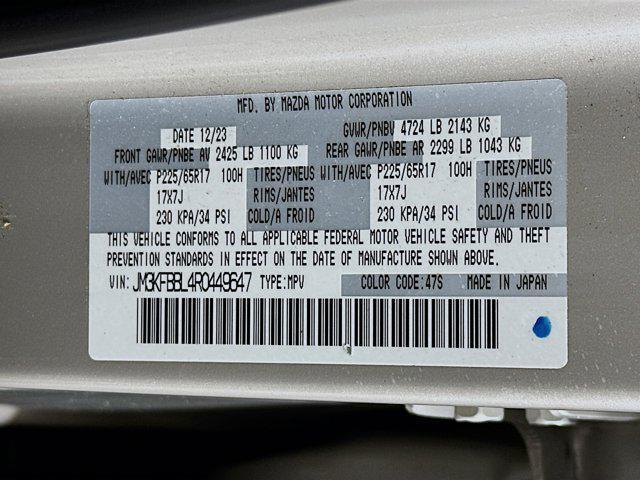 MFD. BY MAZDA MOTOR CORPORATION
DATE 12/23 GVWR/PNBV 4724 LB 2143 KG
FRONT GAWR/PNBE AV 2425 LB 1100 KG REAR GAWR/PNBE AR 2299 LB 1043 KG
WITH/AVEC P225/65R17 100H TIRES/PNEUS WITH/AVEC P225/65R17 100H TIRES/PNEUS
17X7J RIMS/JANTES 17X7J RIMS/JANTES
230 KPA/34 PSI COLD/A FROID 230 KPA/34 PSI COLD/A FROID
THIS VEHICLE CONFORMS TO ALL APPLICABLE FEDERAL MOTOR VEHICLE SAFETY AND THEFT
PREVENTION STANDARDS IN EFFECT ON THE DATE OF MANUFACTURE SHOWN ABOVE.
VIN: JM3KFBBL4R0449647 TYPE:MPV COLOR CODE:47S MADE IN JAPAN